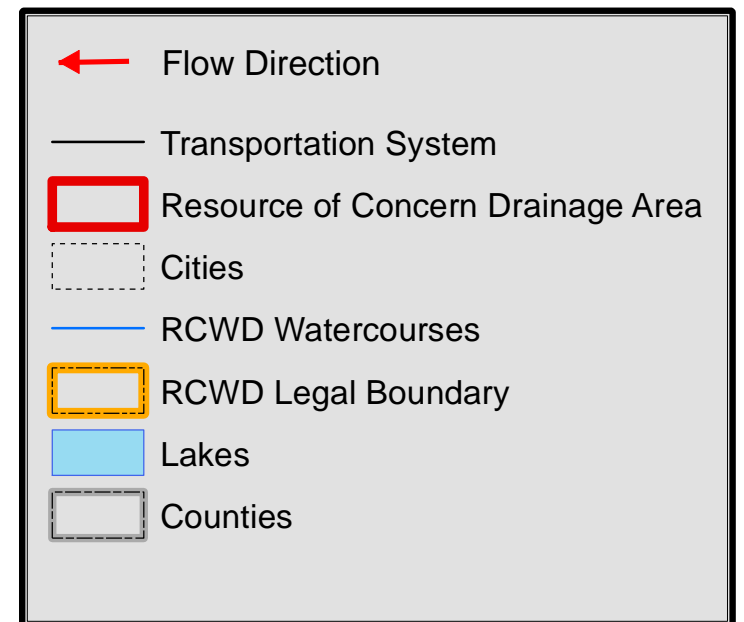 Flow Direction
Transportation System
Resource of Concern Drainage Area
Cities
RCWD Watercourses
RCWD Legal Boundary
Lakes
Counties